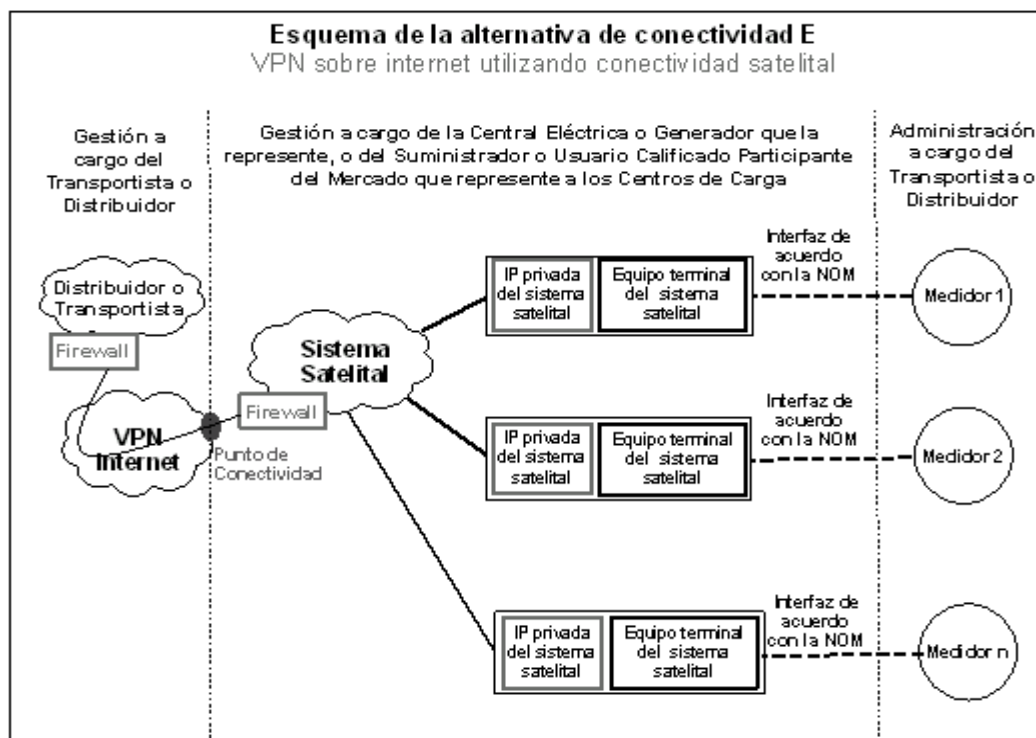 Esquema de la alternativa de conectividad E
VPN sobre internet utilizando conectividad satelital
Gestión a
cargo del
Transportista o
Distribuidor
Gestión a cargo de la Central Eléctrica o Generador que la
represente, o del Suministrador o Usuario Calificado Participante
del Mercado que represente a los Centros de Carga
Administración
a cargo del
Transportista o
Distribuidor
Distribuidor o
Transportista
Firewall
VPN
Internet
Punto de
Conectividad
Firewall
Sistema
Satelital
IP privada
del sistema
satelital
Equipo terminal
del sistema
satelital
Interfaz de
acuerdo
con la NOM
Medidor 1
IP privada
del sistema
satelital
Equipo terminal
del sistema
satelital
Interfaz de
acuerdo
con la NOM
Medidor 2
IP privada
del sistema
satelital
Equipo terminal
del sistema
satelital
Interfaz de
acuerdo
con la NOM
Medidor n